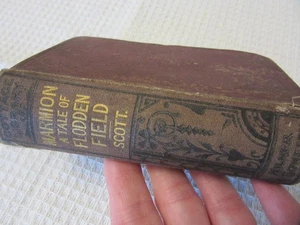 MARMION
A TALE OF
FLODDEN
FIELD
SCOTT.